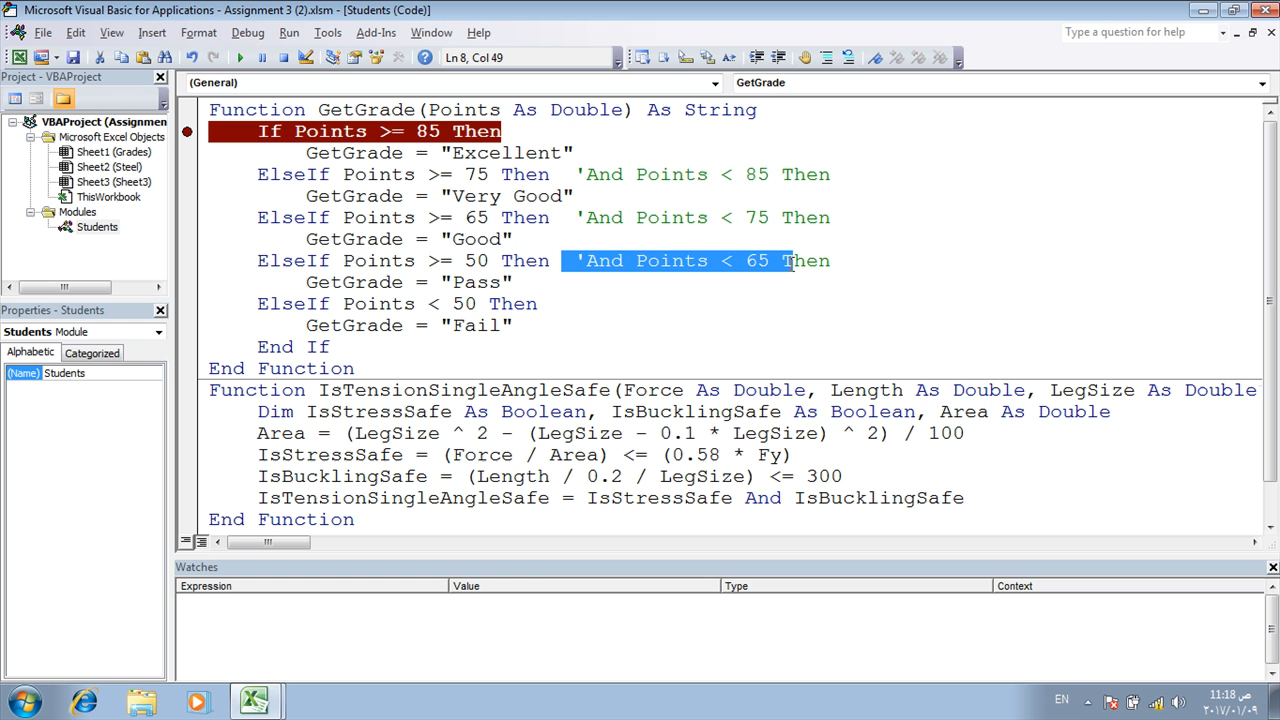 Microsoft Visual Basic for Applications - Assignment 3 (2).xlsm - [Students (Code)]
File Edit View Insert Format Debug Run Tools Add-Ins Window Help
Type a question for help
Ln 8, Col 49
Project - VBAProject
(General)
GetGrade
VBAProject (Assignmen
Microsoft Excel Objects
Sheet1 (Grades)
Sheet2 (Steel)
Sheet3 (Sheet3)
ThisWorkbook
Modules
Students
Properties - Students
Students Module
Alphabetic Categorized
(Name) Students
Function GetGrade(Points As Double) As String
If Points >= 85 Then
GetGrade = "Excellent"
ElseIf Points >= 75 Then 'And Points < 85 Then
GetGrade = "Very Good"
ElseIf Points >= 65 Then 'And Points < 75 Then
GetGrade = "Good"
ElseIf Points >= 50 Then 'And Points < 65 Then
GetGrade = "Pass"
ElseIf Points < 50 Then
GetGrade = "Fail"
End If
End Function
Function IsTensionSingleAngleSafe(Force As Double, Length As Double, LegSize As Double
Dim IsStressSafe As Boolean, IsBucklingSafe As Boolean, Area As Double
Area = (LegSize ^ 2 - (LegSize - 0.1 * LegSize) ^ 2) / 100
IsStressSafe = (Force / Area) <= (0.58 * Fy)
IsBucklingSafe = (Length / 0.2 / LegSize) <= 300
IsTensionSingleAngleSafe = IsStressSafe And IsBucklingSafe
End Function
Watches
Expression Value Type Context
EN
11:18 ص
٢٠١٧/٠١/٠٩